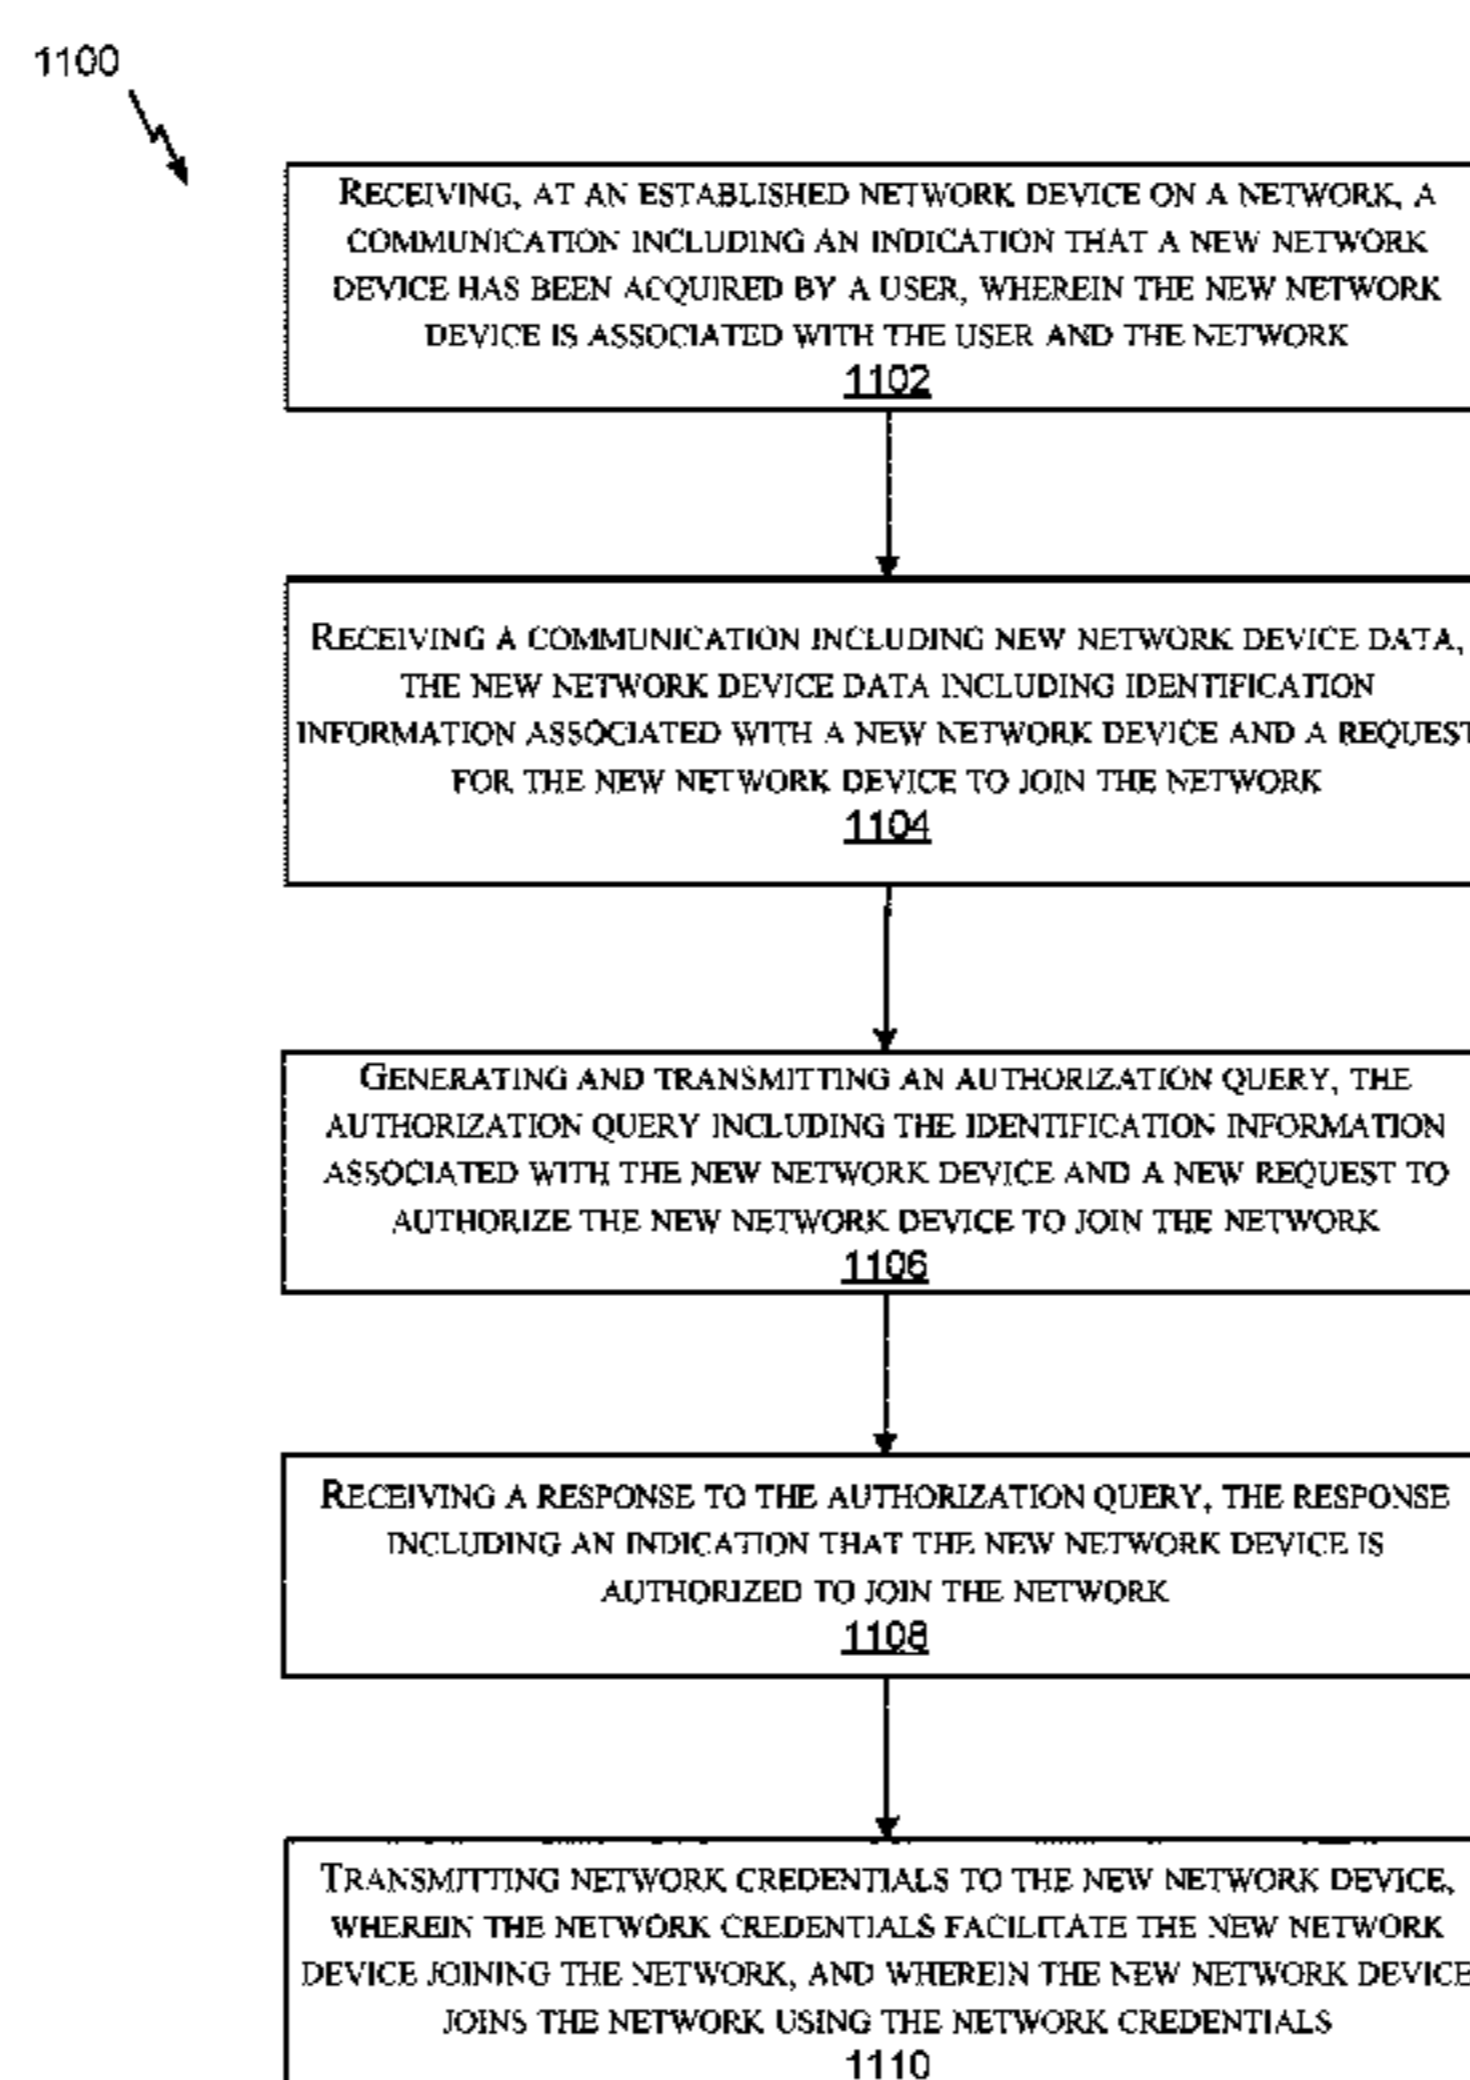 1100
RECEIVING, AT AN ESTABLISHED NETWORK DEVICE ON A NETWORK, A
COMMUNICATION INCLUDING AN INDICATION THAT A NEW NETWORK
DEVICE HAS BEEN ACQUIRED BY A USER, WHEREIN THE NEW NETWORK
DEVICE IS ASSOCIATED WITH THE USER AND THE NETWORK
1102
RECEIVING A COMMUNICATION INCLUDING NEW NETWORK DEVICE DATA,
THE NEW NETWORK DEVICE DATA INCLUDING IDENTIFICATION
INFORMATION ASSOCIATED WITH A NEW NETWORK DEVICE AND A REQUEST
FOR THE NEW NETWORK DEVICE TO JOIN THE NETWORK
1104
GENERATING AND TRANSMITTING AN AUTHORIZATION QUERY, THE
AUTHORIZATION QUERY INCLUDING THE IDENTIFICATION INFORMATION
ASSOCIATED WITH THE NEW NETWORK DEVICE AND A NEW REQUEST TO
AUTHORIZE THE NEW NETWORK DEVICE TO JOIN THE NETWORK
1106
RECEIVING A RESPONSE TO THE AUTHORIZATION QUERY, THE RESPONSE
INCLUDING AN INDICATION THAT THE NEW NETWORK DEVICE IS
AUTHORIZED TO JOIN THE NETWORK
1108
TRANSMITTING NETWORK CREDENTIALS TO THE NEW NETWORK DEVICE,
WHEREIN THE NETWORK CREDENTIALS FACILITATE THE NEW NETWORK
DEVICE JOINING THE NETWORK, AND WHEREIN THE NEW NETWORK DEVICE
JOINS THE NETWORK USING THE NETWORK CREDENTIALS
1110